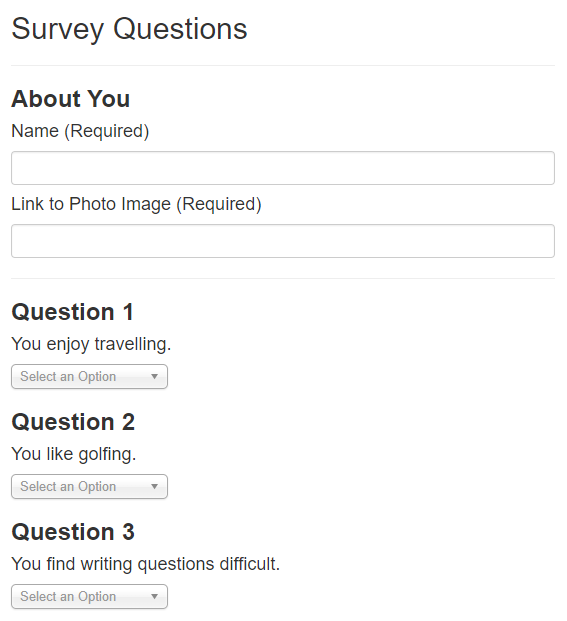 Survey Questions
About You
Name (Required)
Link to Photo Image (Required)
Question 1
You enjoy travelling.
Select an Option
Question 2
You like golfing.
Select an Option
Question 3
You find writing questions difficult.
Select an Option